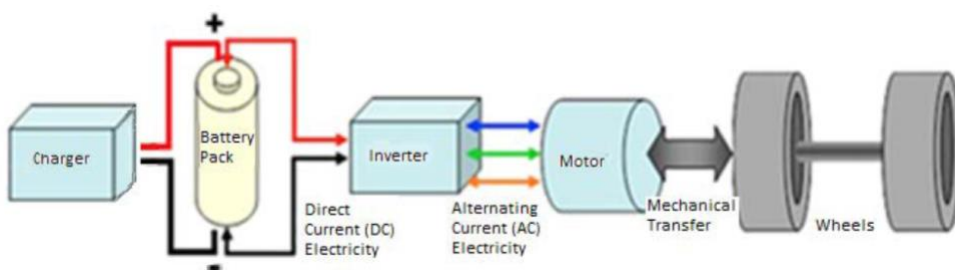 +
Charger
Battery
Pack
-
Direct
Current (DC)
Electricity
Inverter
Alternating
Current (AC)
Electricity
Motor
Mechanical
Transfer
Wheels